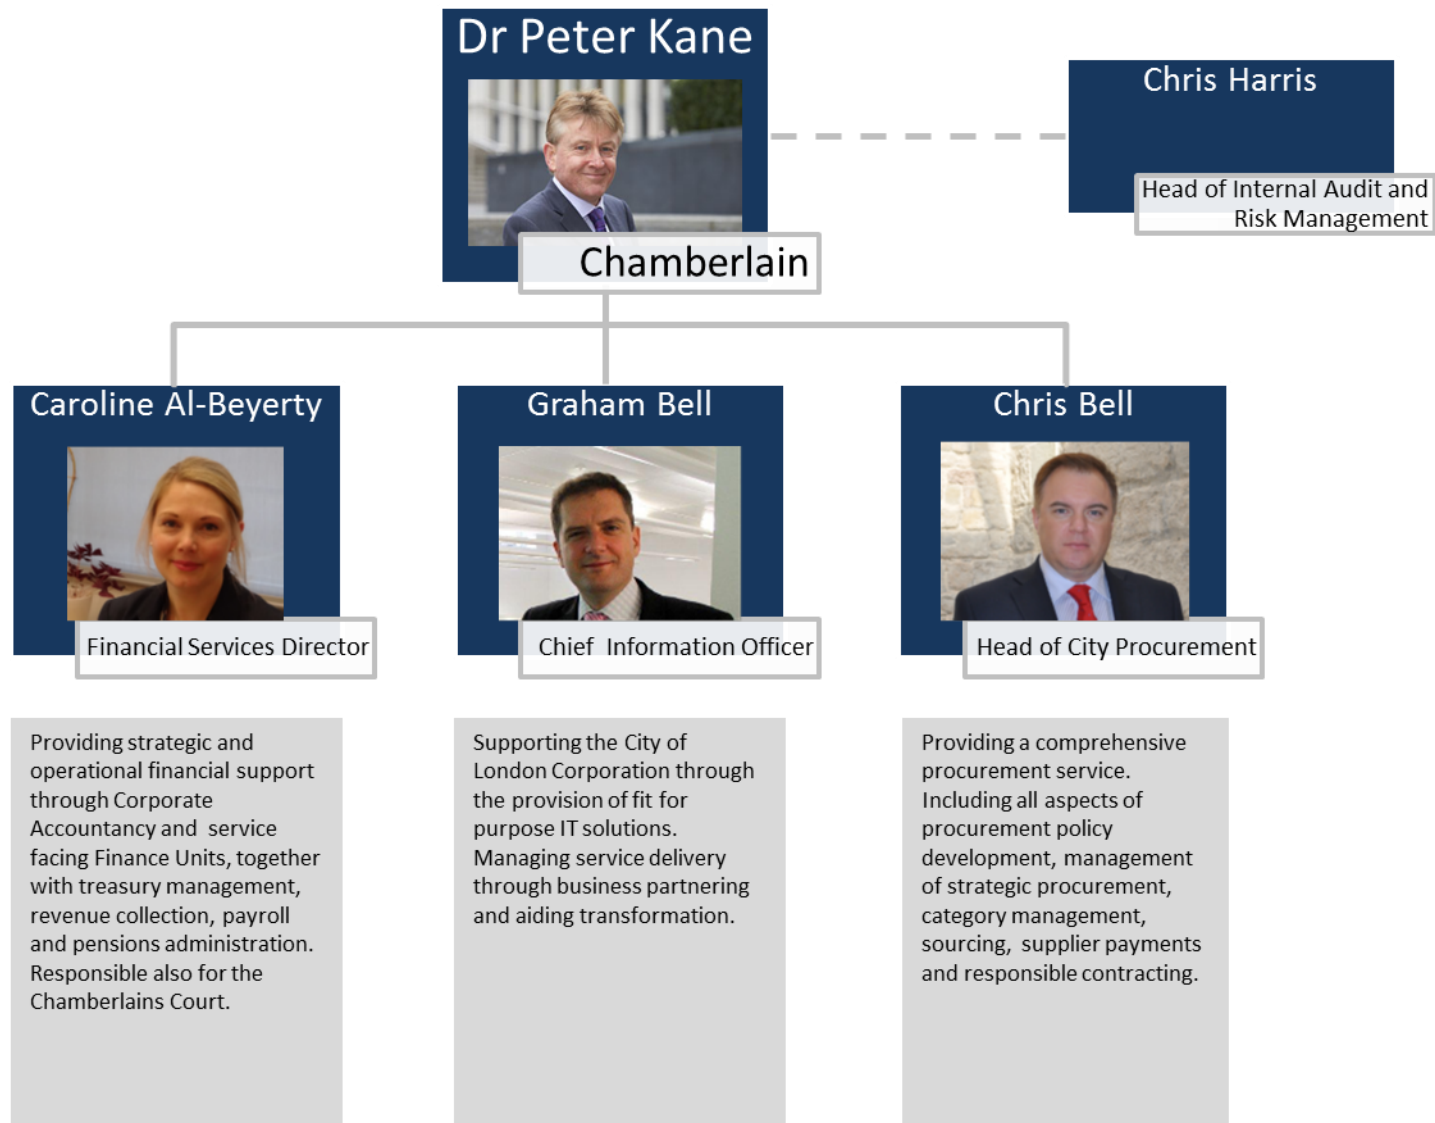 Dr Peter Kane
Chamberlain
Chris Harris
Head of Internal Audit and
Risk Management
Caroline Al-Beyerty
Financial Services Director
Graham Bell
Chief Information Officer
Chris Bell
Head of City Procurement
Providing strategic and
operational financial support
through Corporate
Accountancy and service
facing Finance Units, together
with treasury management,
revenue collection, payroll
and pensions administration.
Responsible also for the
Chamberlains Court.
Supporting the City of
London Corporation through
the provision of fit for
purpose IT solutions.
Managing service delivery
through business partnering
and aiding transformation.
Providing a comprehensive
procurement service.
Including all aspects of
procurement policy
development, management
of strategic procurement,
category management,
sourcing, supplier payments
and responsible contracting.